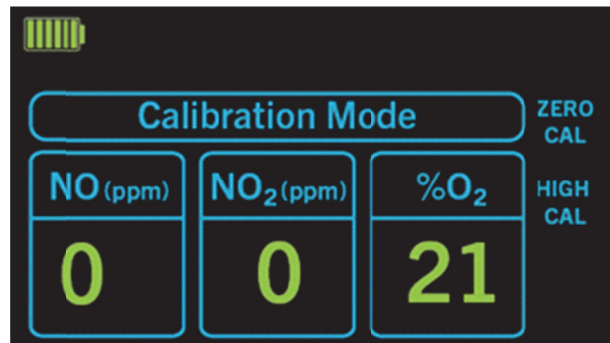 Calibration Mode
ZERO
CAL
NO (ppm)
NO₂ (ppm)
%O₂
HIGH
CAL
0
0
21